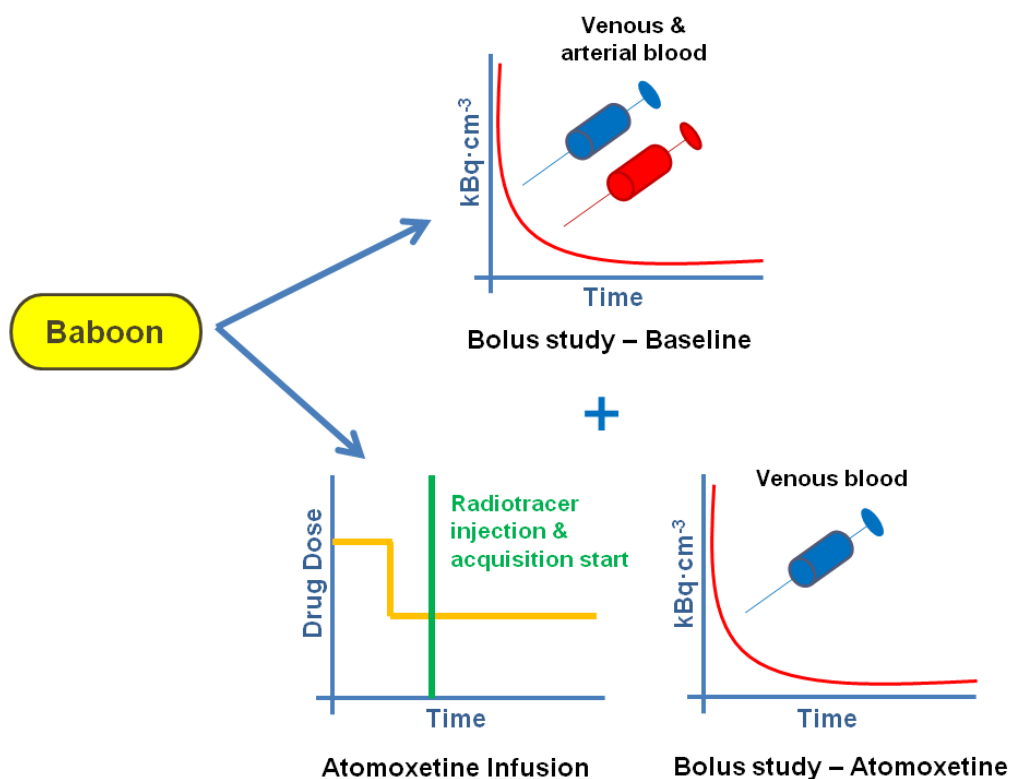 Venous &
arterial blood
kBq·cm-3
Time
Bolus study – Baseline
Baboon
+
Drug Dose
Radiotracer
injection &
acquisition start
Time
Atomoxetine Infusion
Venous blood
kBq·cm-3
Time
Bolus study – Atomoxetine